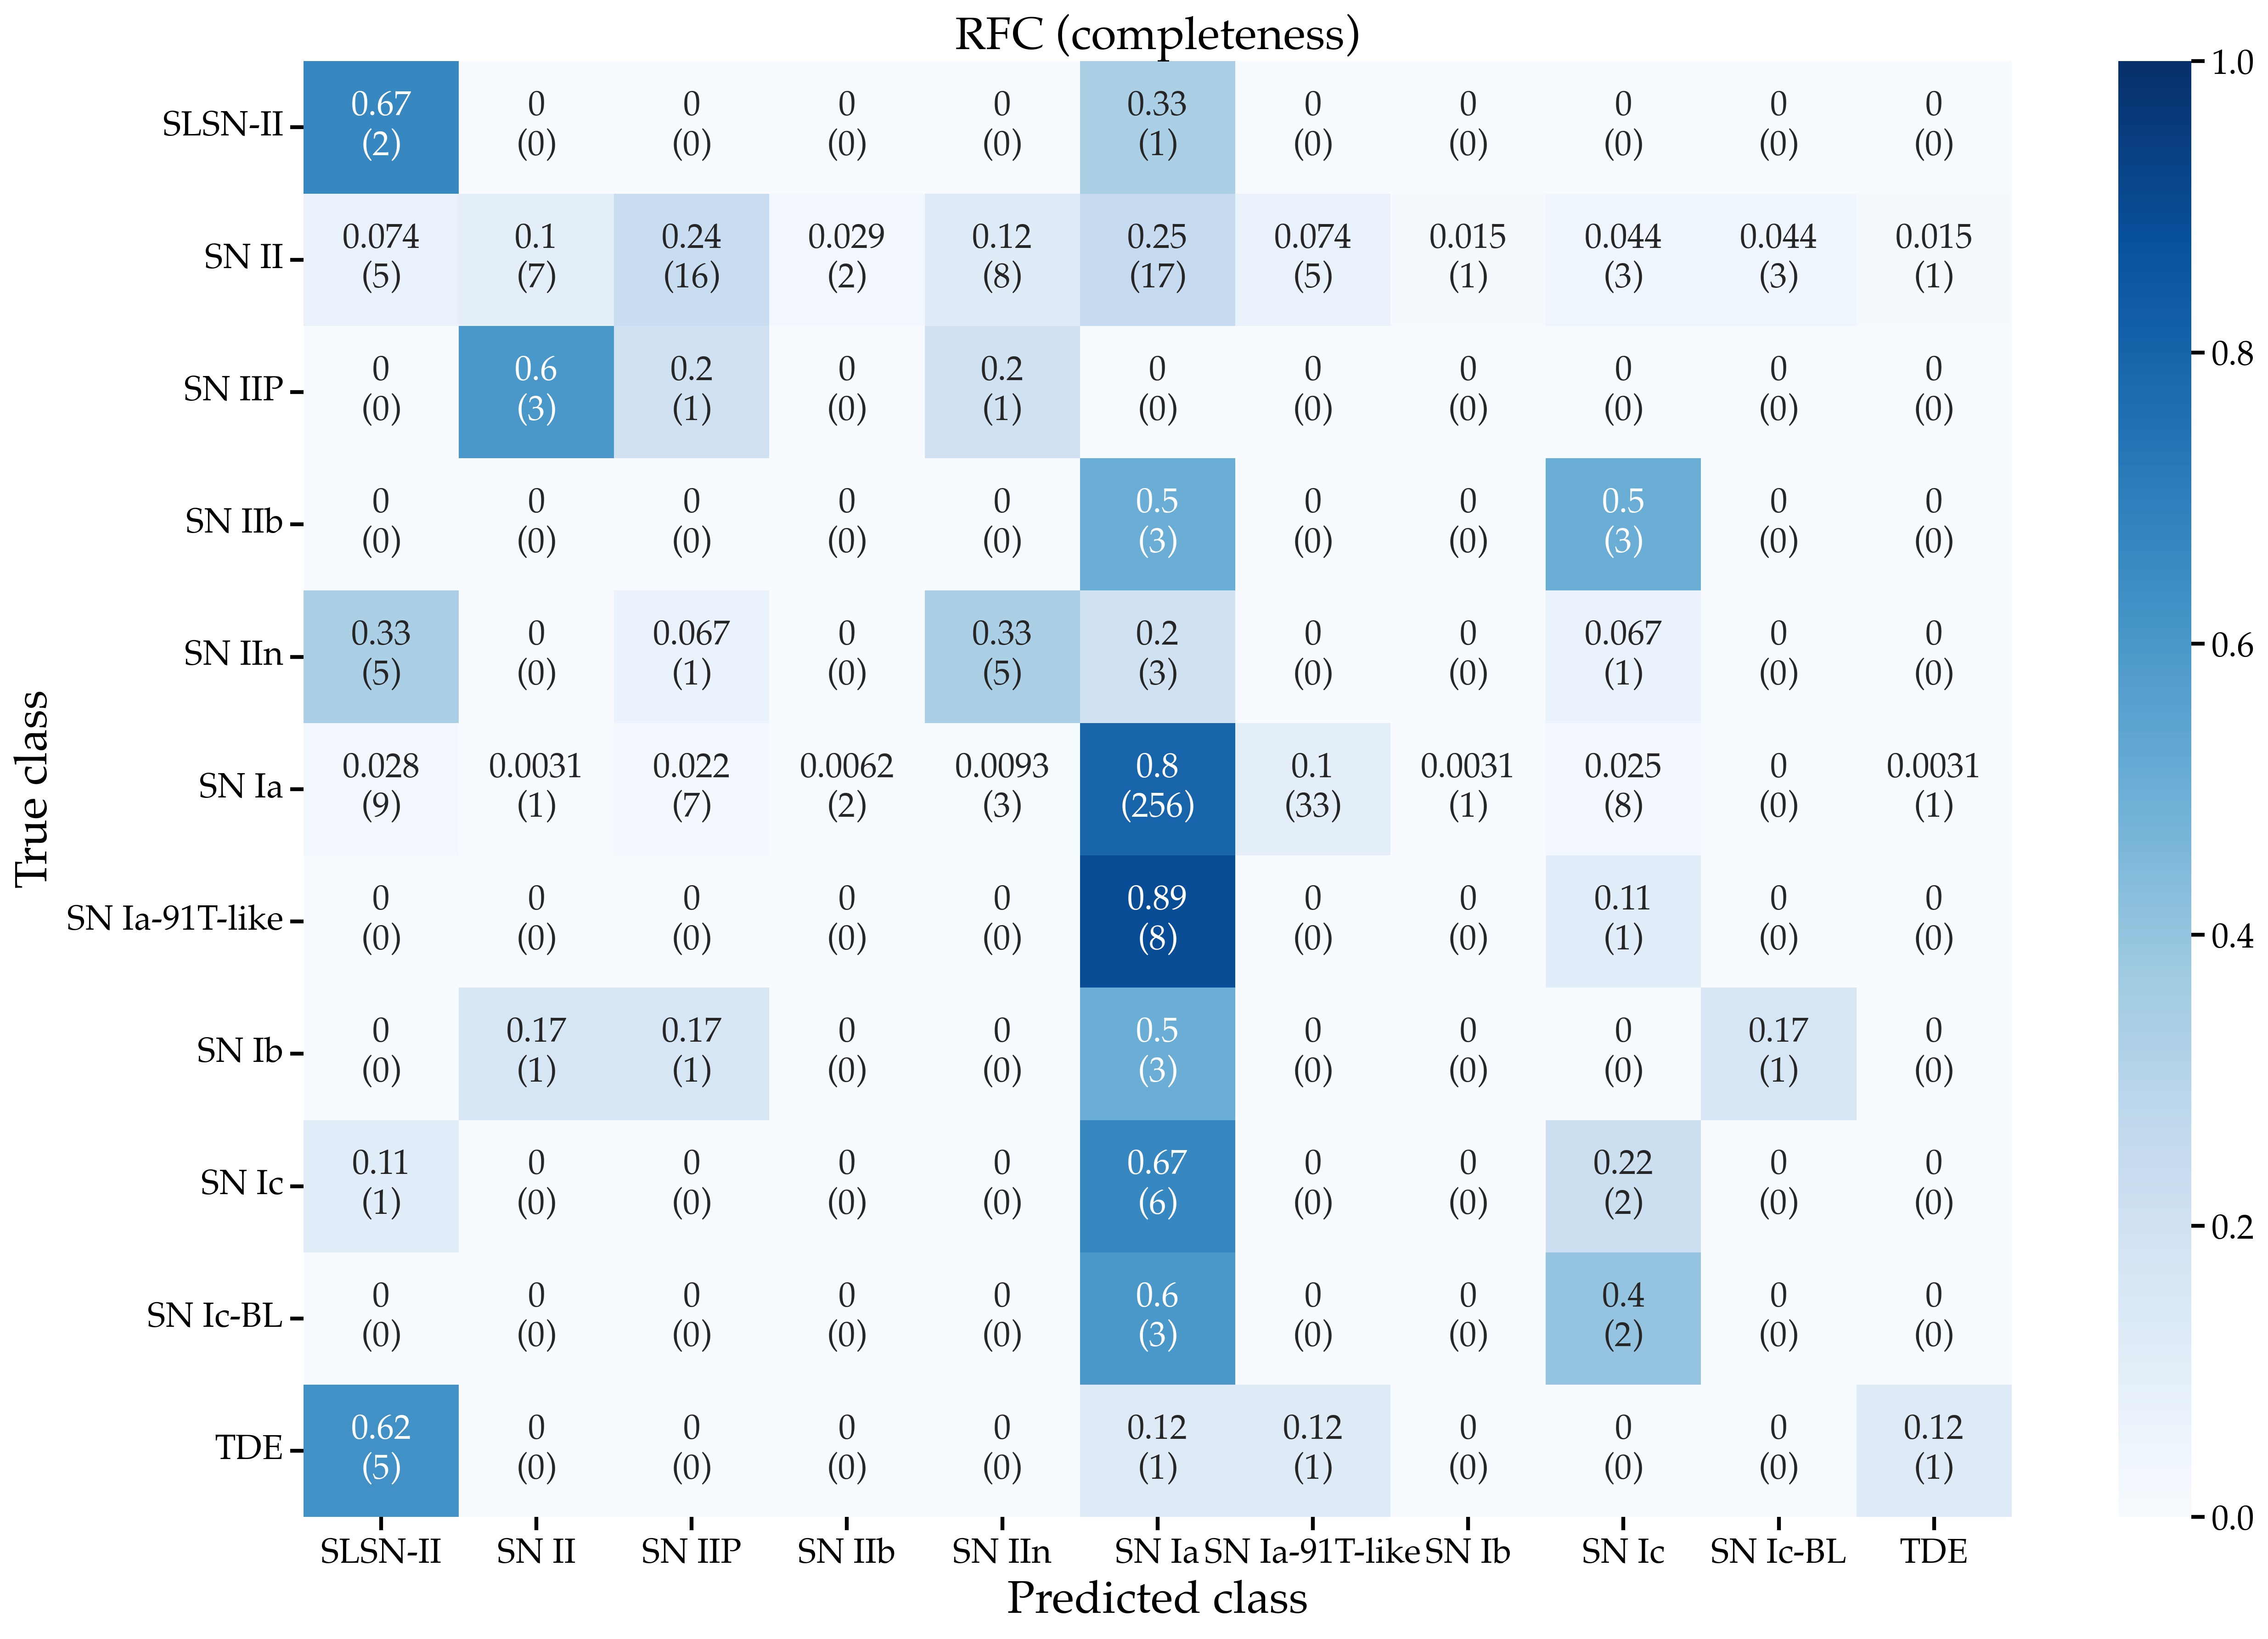 RFC (completeness)
True class
SLSN-II
0.67 0 0 0 0 0.33 0 0 0 0 0
(2) (0) (0) (0) (0) (1) (0) (0) (0) (0) (0)
SN II
0.074 0.1 0.24 0.029 0.12 0.25 0.074 0.015 0.044 0.044 0.015
(5) (7) (16) (2) (8) (17) (5) (1) (3) (3) (1)
SN IIP
0 0.6 0.2 0 0.2 0 0 0 0 0 0
(0) (3) (1) (0) (1) (0) (0) (0) (0) (0) (0)
SN IIb
0 0 0 0 0 0.5 0 0 0.5 0 0
(0) (0) (0) (0) (0) (3) (0) (0) (3) (0) (0)
SN IIn
0.33 0 0.067 0 0.33 0.2 0 0 0.067 0 0
(5) (0) (1) (0) (5) (3) (0) (0) (1) (0) (0)
SN Ia
0.028 0.0031 0.022 0.0062 0.0093 0.8 0.1 0.0031 0.025 0 0.0031
(9) (1) (7) (2) (3) (256) (33) (1) (8) (0) (1)
SN Ia-91T-like
0 0 0 0 0 0.89 0 0 0.11 0 0
(0) (0) (0) (0) (0) (8) (0) (0) (1) (0) (0)
SN Ib
0 0.17 0.17 0 0 0.5 0 0 0 0.17 0
(0) (1) (1) (0) (0) (3) (0) (0) (0) (1) (0)
SN Ic
0.11 0 0 0 0 0.67 0 0 0.22 0 0
(1) (0) (0) (0) (0) (6) (0) (0) (2) (0) (0)
SN Ic-BL
0 0 0 0 0 0.6 0 0 0.4 0 0
(0) (0) (0) (0) (0) (3) (0) (0) (2) (0) (0)
TDE
0.62 0 0 0 0 0.12 0.12 0 0 0 0.12
(5) (0) (0) (0) (0) (1) (1) (0) (0) (0) (1)
SLSN-II SN II SN IIP SN IIb SN IIn SN Ia SN Ia-91T-like SN Ib SN Ic SN Ic-BL TDE
Predicted class
1.0
0.8
0.6
0.4
0.2
0.0